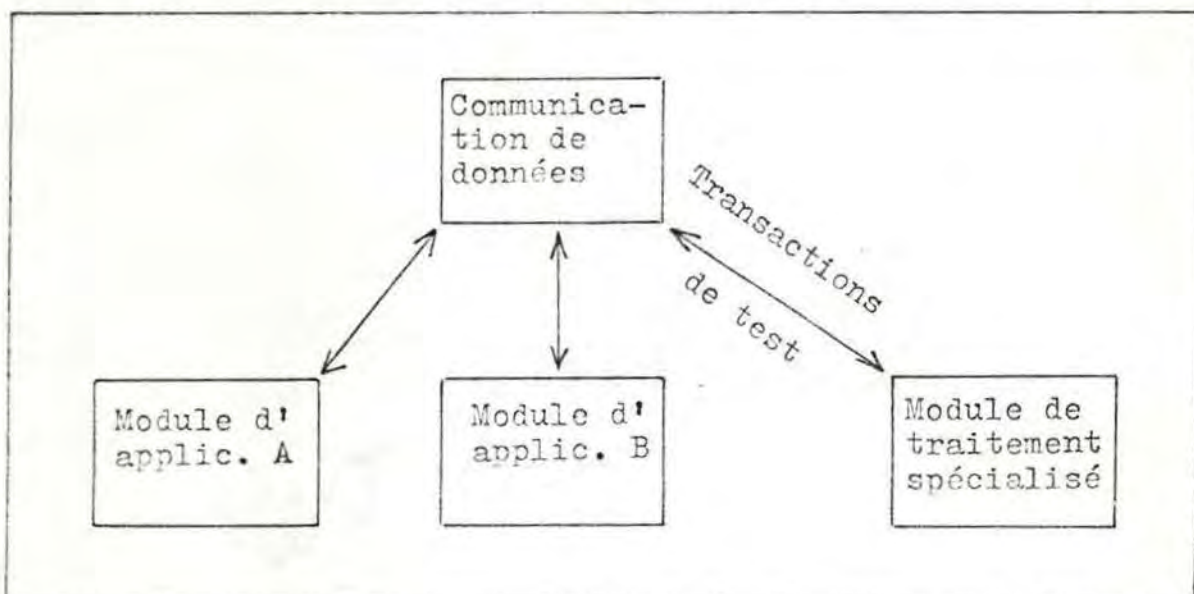 Communica-
tion de
données
Transactions
de test
Module d'
applic. A
Module d'
applic. B
Module de
traitement
spécialisé